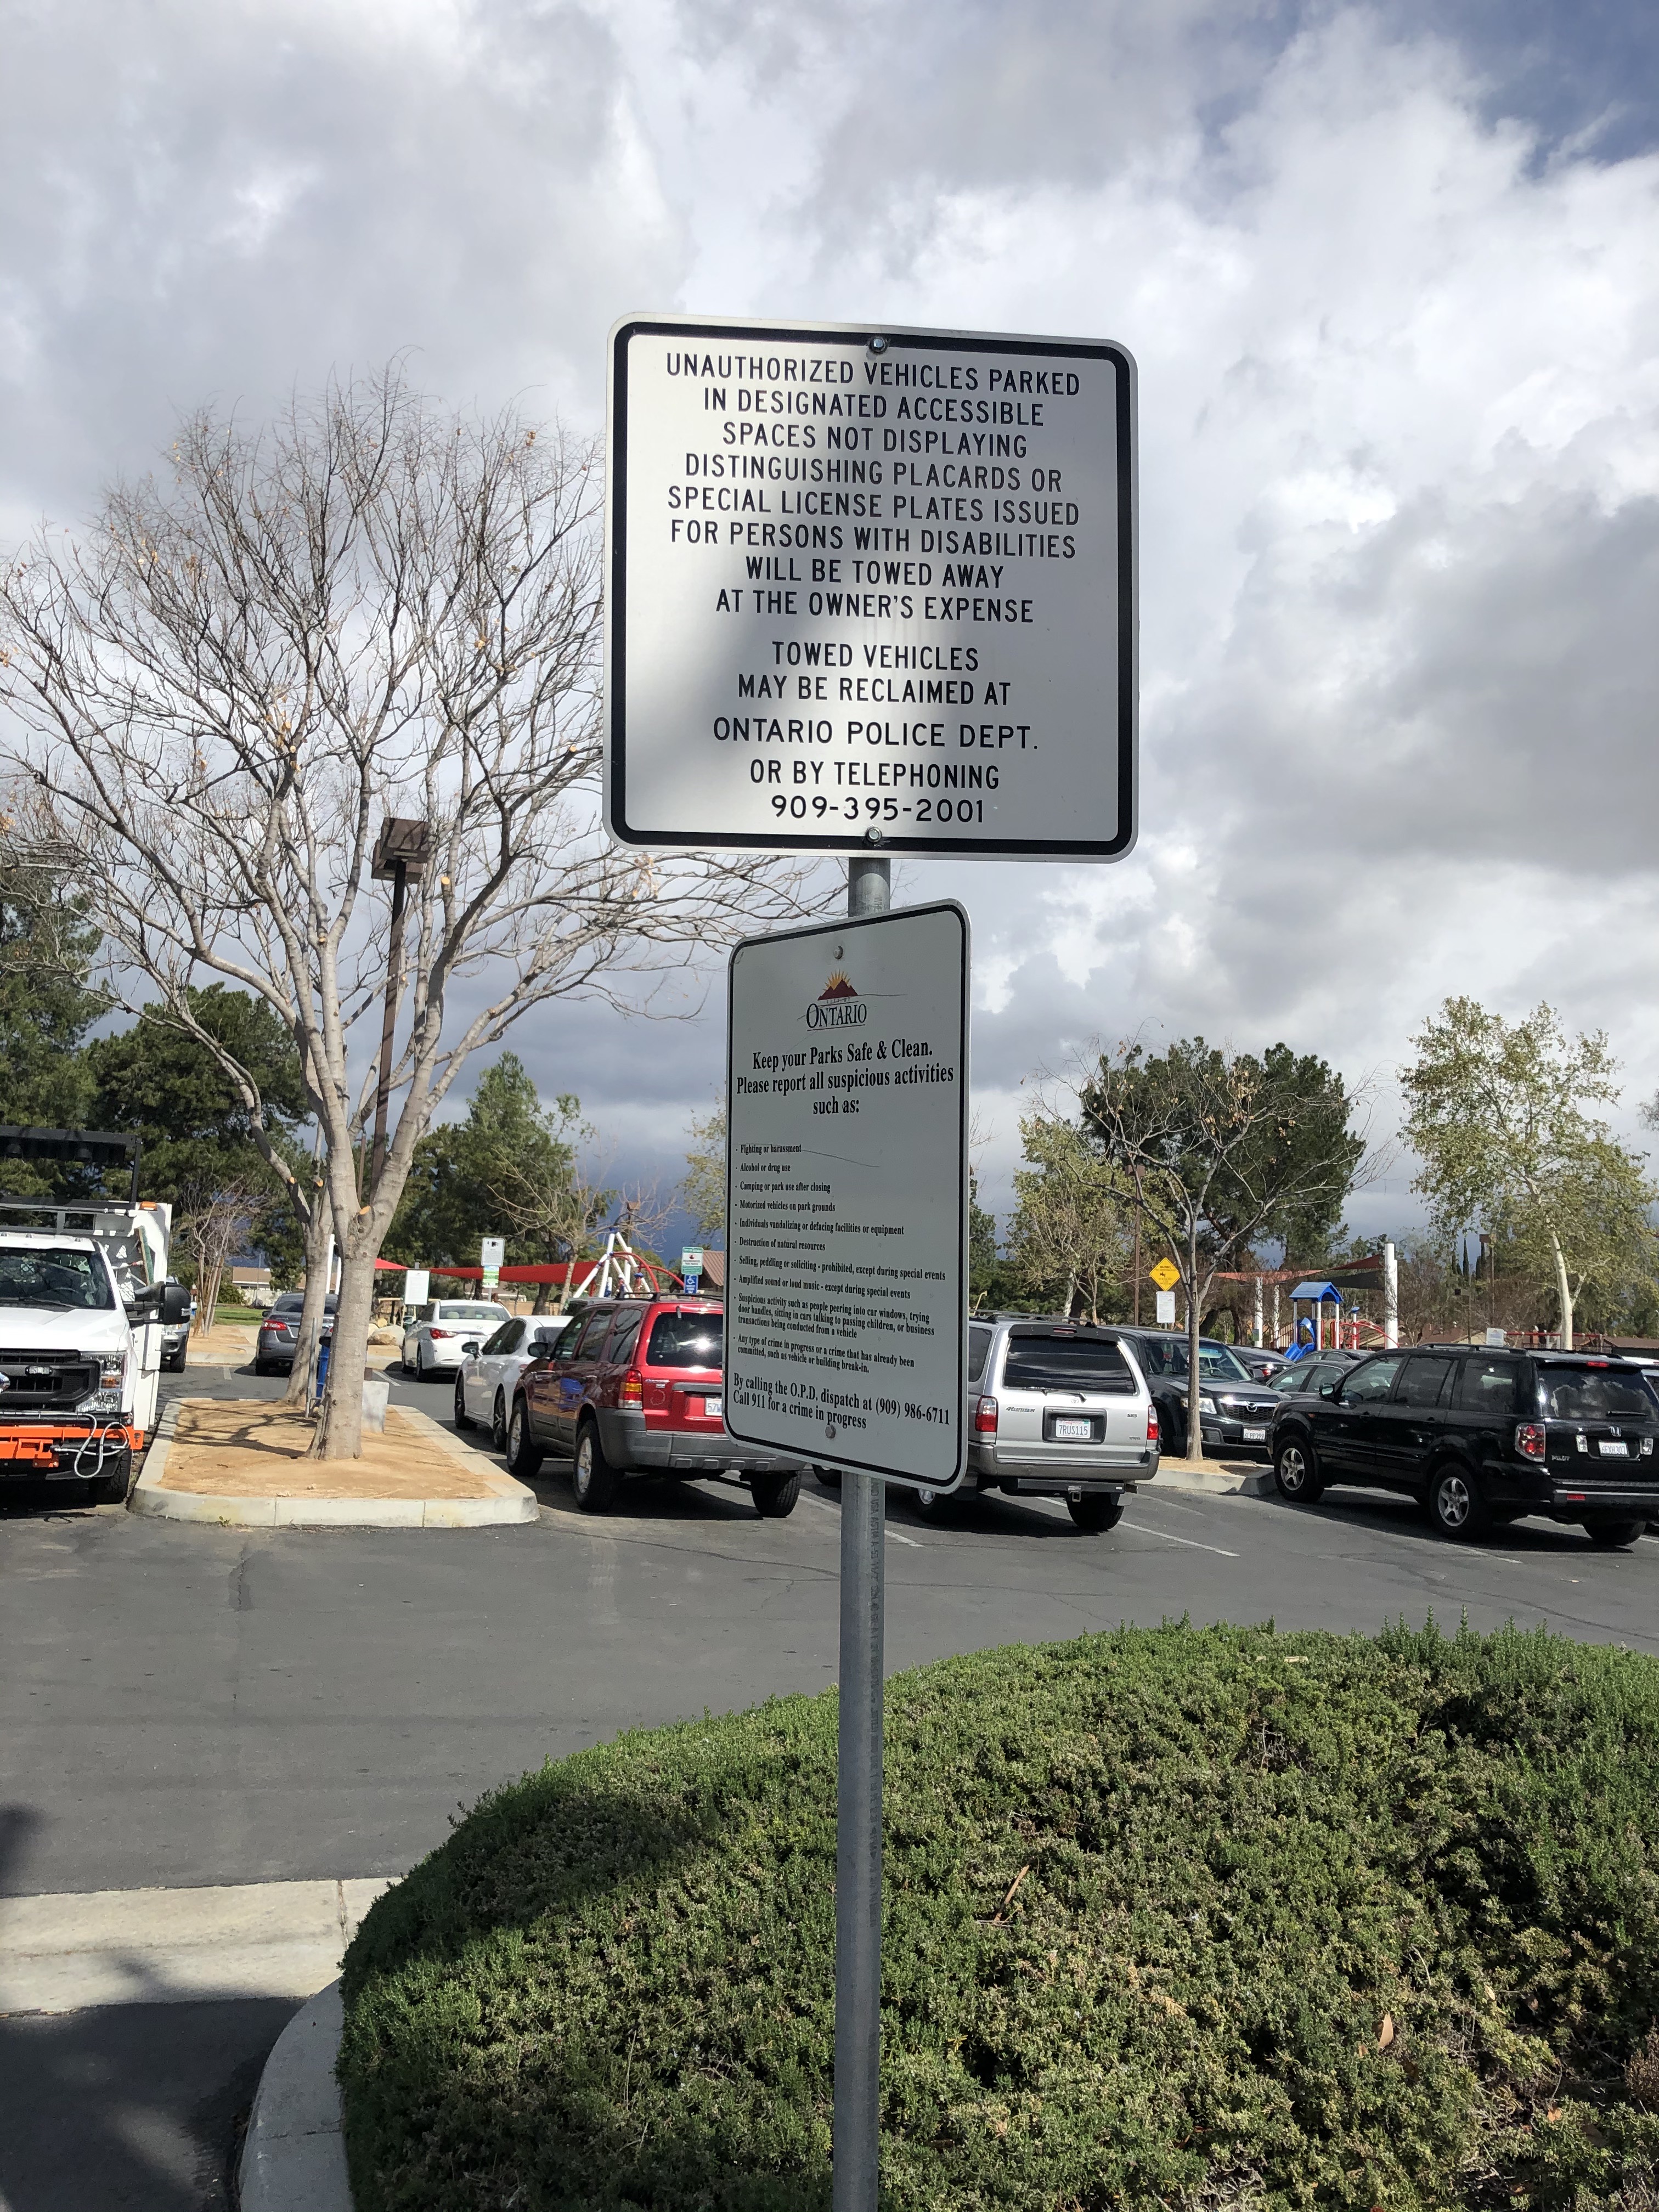 UNAUTHORIZED VEHICLES PARKED
IN DESIGNATED ACCESSIBLE
SPACES NOT DISPLAYING
DISTINGUISHING PLACARDS OR
SPECIAL LICENSE PLATES ISSUED
FOR PERSONS WITH DISABILITIES
WILL BE TOWED AWAY
AT THE OWNER'S EXPENSE
TOWED VEHICLES
MAY BE RECLAIMED AT
ONTARIO POLICE DEPT.
OR BY TELEPHONING
909-395-2001
ONTARIO
Keep your Parks Safe & Clean.
Please report all suspicious activities
such as:
- Fighting or harassment
- Alcohol or drug use
- Camping or park use after closing
- Motorized vehicles on park grounds
- Individuals vandalizing or defacing facilities or equipment
- Destruction of natural resources
- Selling, peddling or soliciting - prohibited, except during special events
- Amplified sound or loud music - except during special events
- Suspicious activity such as people peering into car windows, trying
door handles, sitting in cars talking to passing children, or business
transactions being conducted from a vehicle
- Any type of crime in progress or a crime that has already been
committed, such as vehicle or building break-in.
By calling the O.P.D. dispatch at (909) 986-6711
Call 911 for a crime in progress
4Runner
7RUS115
PILOT